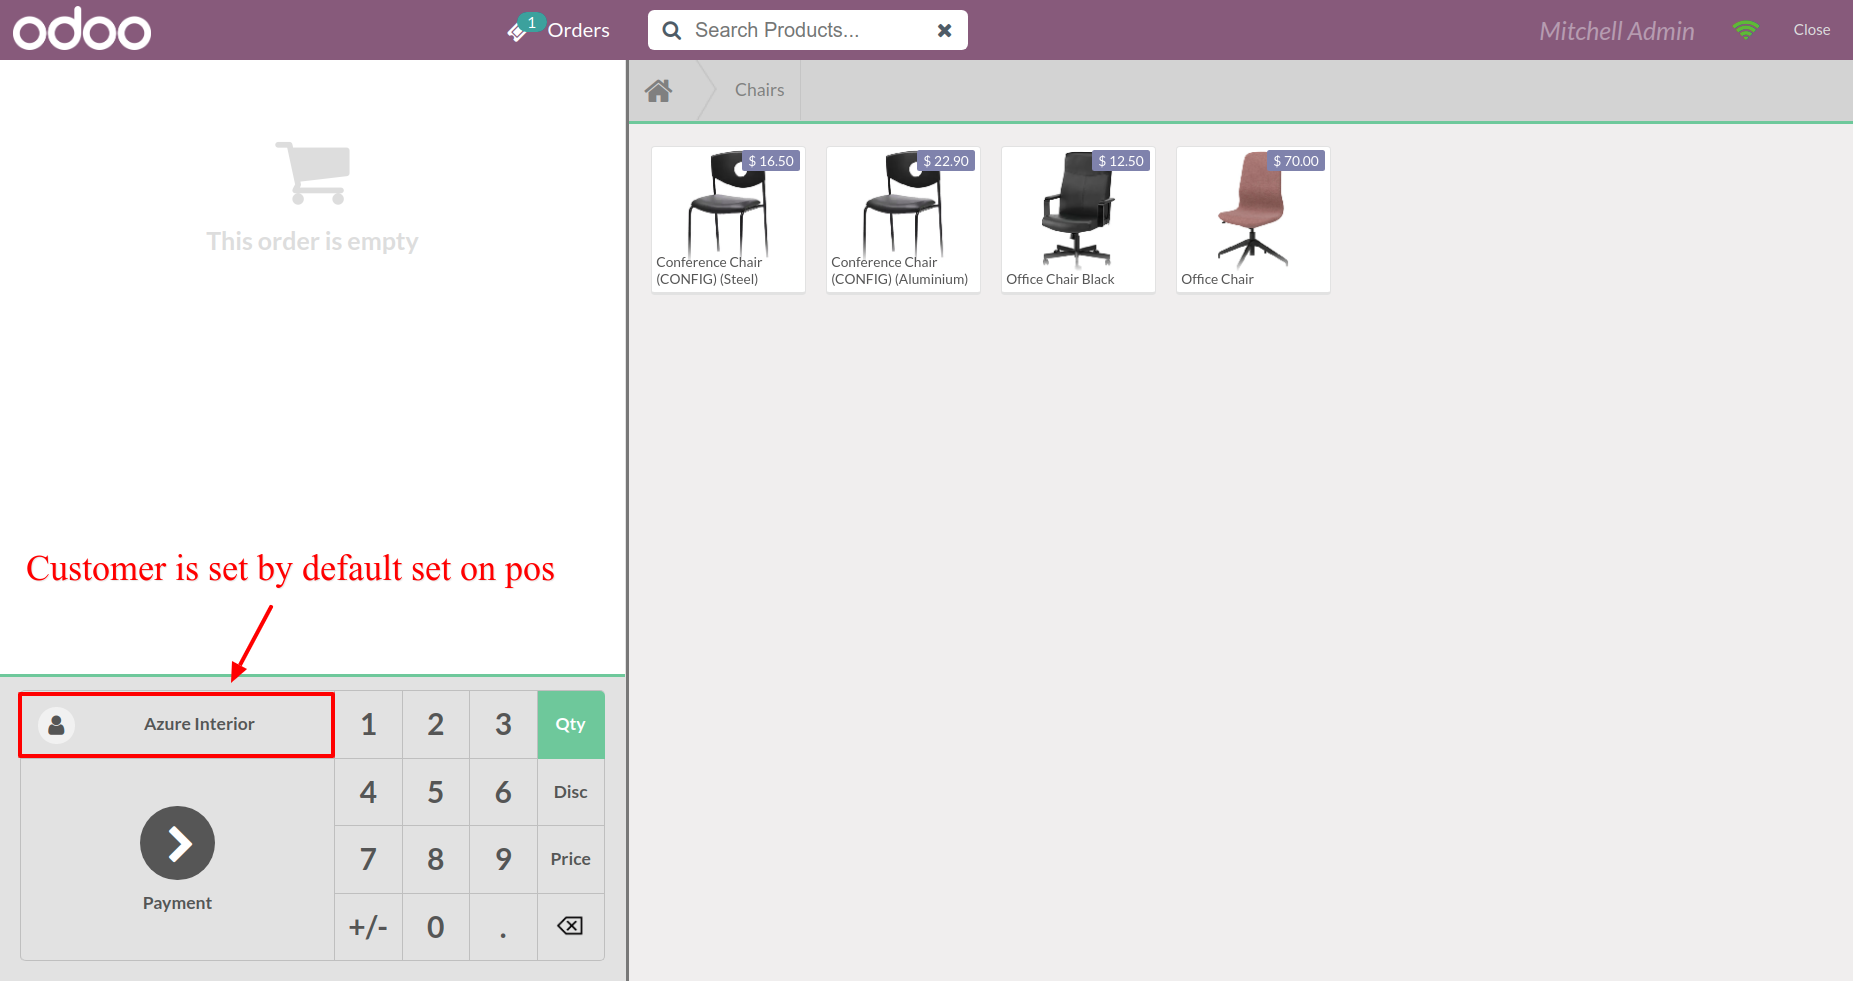 odoo
1
Orders
Search Products...
Mitchell Admin
Close
This order is empty
Chairs
$ 16.50
Conference Chair
(CONFIG) (Steel)
$ 22.90
Conference Chair
(CONFIG) (Aluminium)
$ 12.50
Office Chair Black
$ 70.00
Office Chair
Customer is set by default set on pos
Azure Interior
Payment
1 2 3 Qty
4 5 6 Disc
7 8 9 Price
+/- 0 .